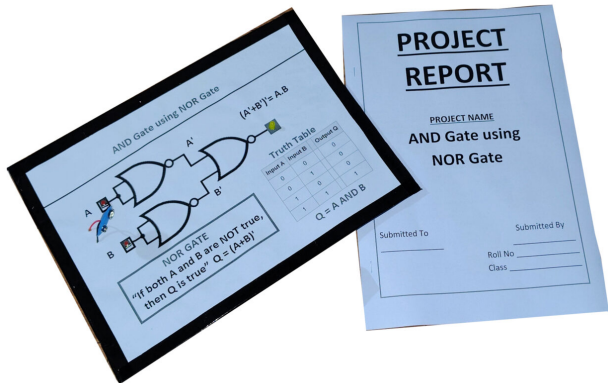 AND Gate using NOR Gate
(A'+B')'= A.B
A'
A
B'
B
Truth Table
Input A Input B Output Q
0 0 0
0 1 0
1 0 0
1 1 1
Q = A AND B
NOR GATE
"If both A and B are NOT true,
then Q is true" Q = (A+B)'
PROJECT
REPORT
PROJECT NAME
AND Gate using
NOR Gate
Submitted To
Submitted By
Roll No
Class